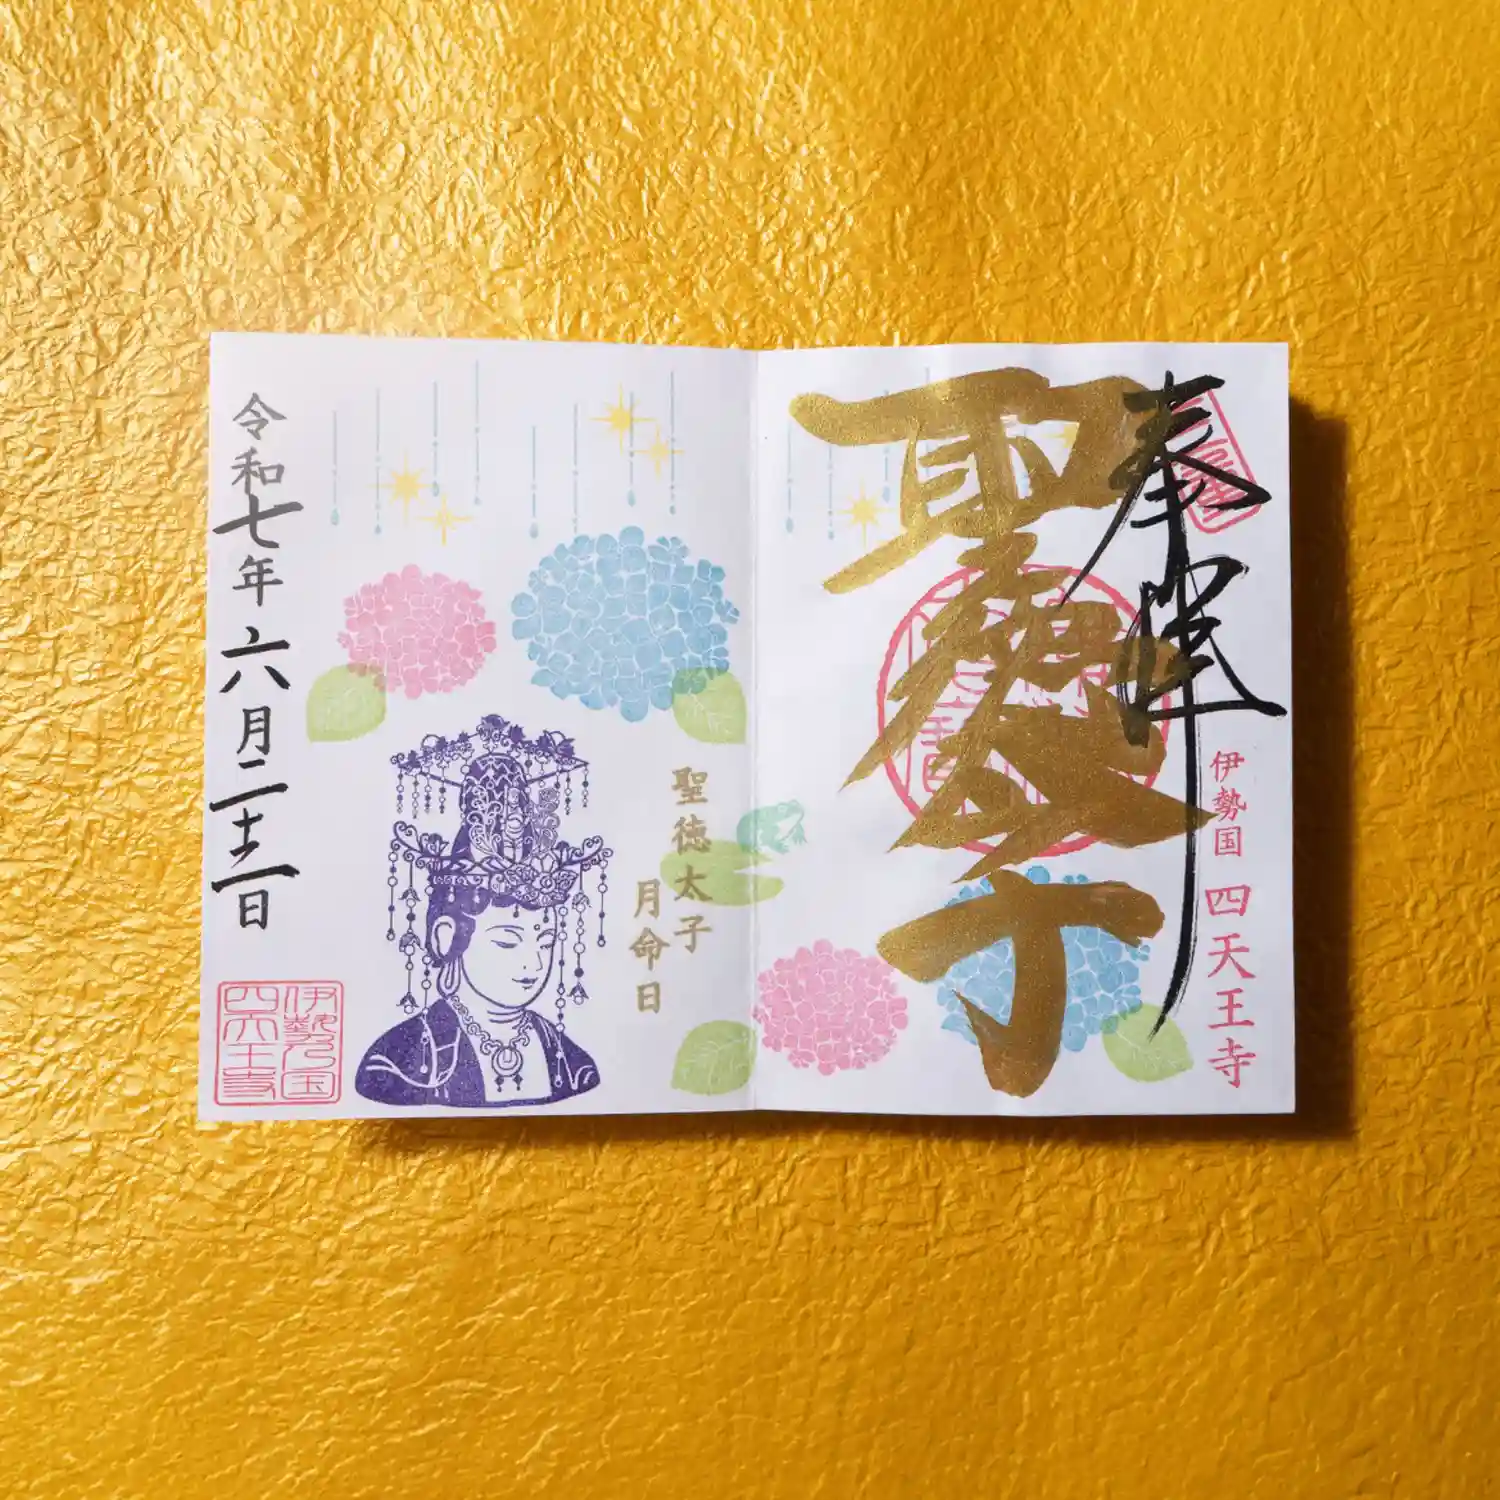 奉拝
聖徳太子
伊勢国 四天王寺
聖徳太子
月命日
令和七年 六月二十二日
伊勢国
四天王寺